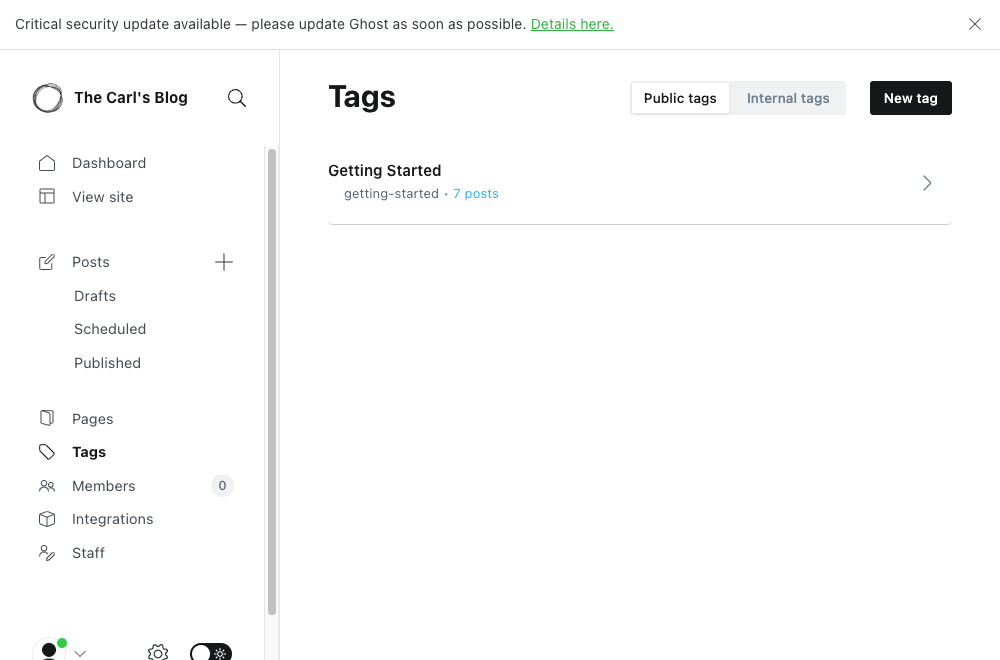 Critical security update available — please update Ghost as soon as possible. Details here.
The Carl's Blog
Dashboard
View site
Posts
Drafts
Scheduled
Published
Pages
Tags
Members 0
Integrations
Staff
Tags
Public tags Internal tags New tag
Getting Started
getting-started • 7 posts